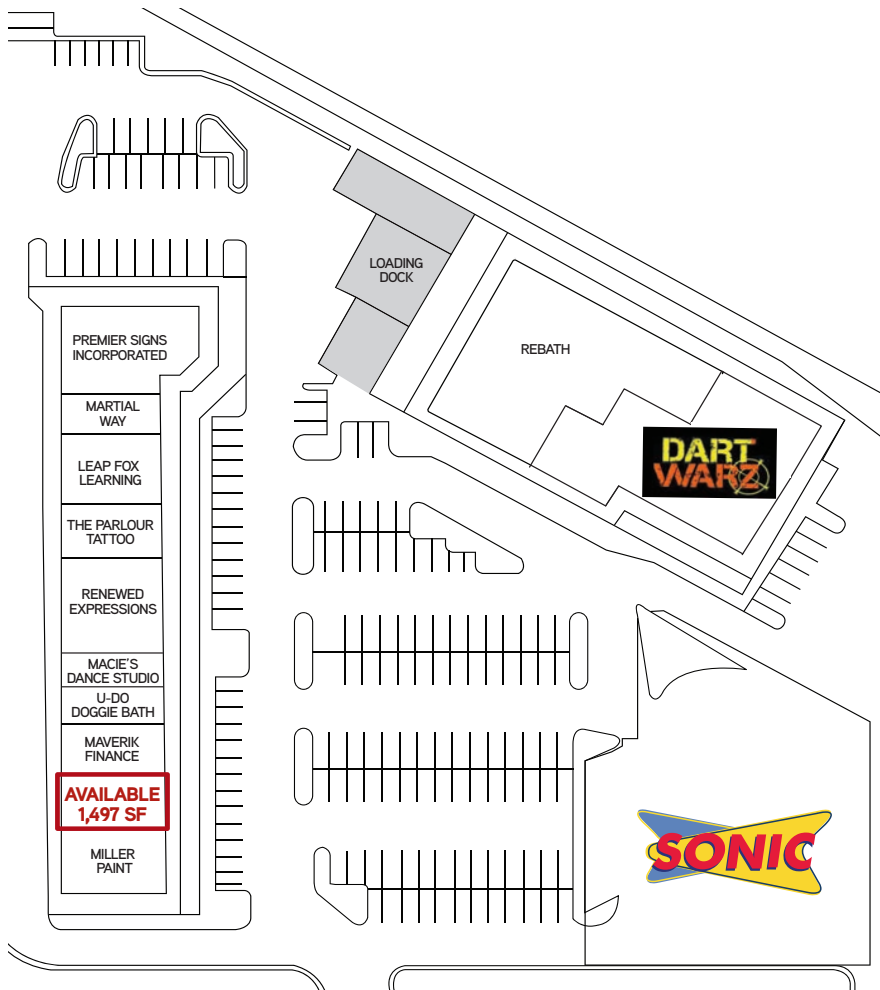 LOADING
DOCK
PREMIER SIGNS
INCORPORATED
REBATH
MARTIAL
WAY
DART
WARZ
LEAP FOX
LEARNING
THE PARLOUR
TATTOO
RENEWED
EXPRESSIONS
MACIE'S
DANCE STUDIO
U-DO
DOGGIE BATH
MAVERIK
FINANCE
AVAILABLE
1,497 SF
SONIC
MILLER
PAINT